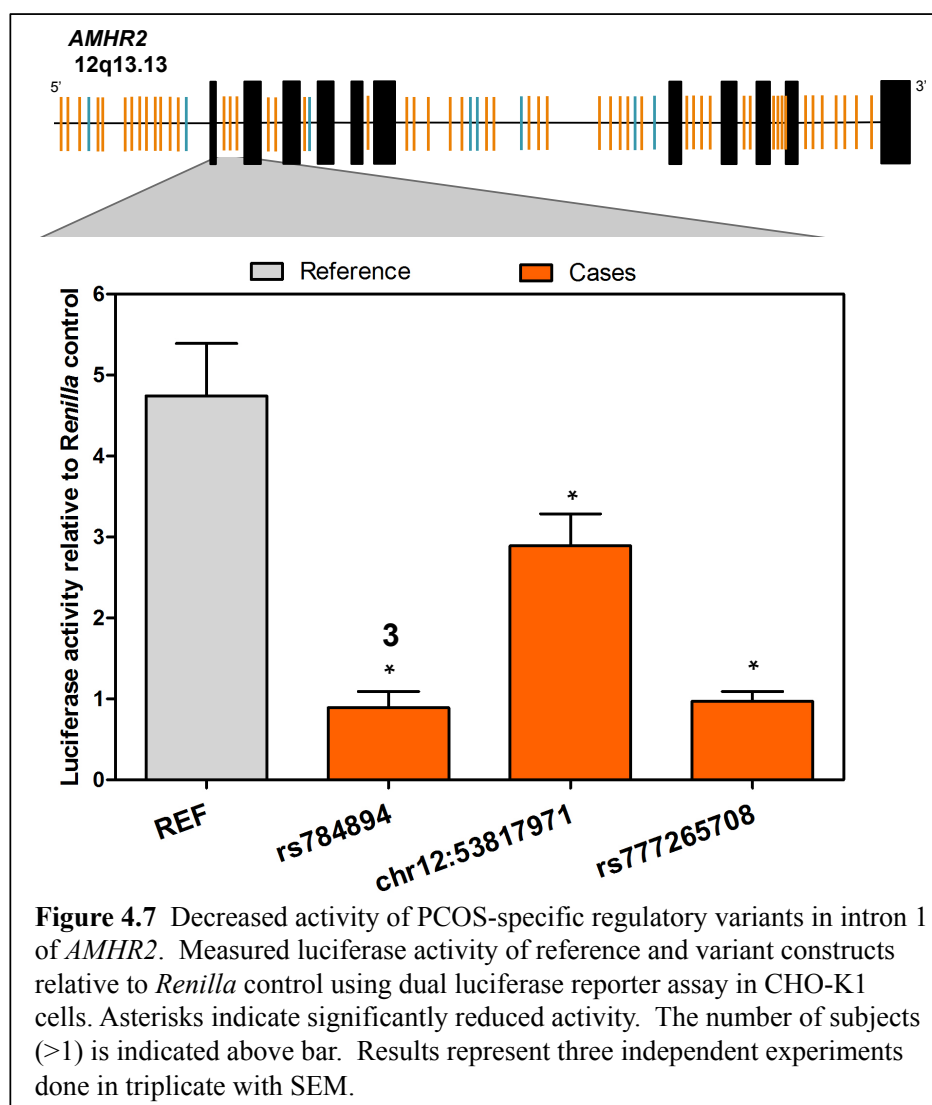 AMHR2
12q13.13
5' 3'
Reference Cases
Luciferase activity relative to Renilla control
6
5
4
3
2
1
0
*
3
*
*
REF
rs784894
chr12:53817971
rs777265708
Figure 4.7 Decreased activity of PCOS-specific regulatory variants in intron 1
of AMHR2. Measured luciferase activity of reference and variant constructs
relative to Renilla control using dual luciferase reporter assay in CHO-K1
cells. Asterisks indicate significantly reduced activity. The number of subjects
(>1) is indicated above bar. Results represent three independent experiments
done in triplicate with SEM.